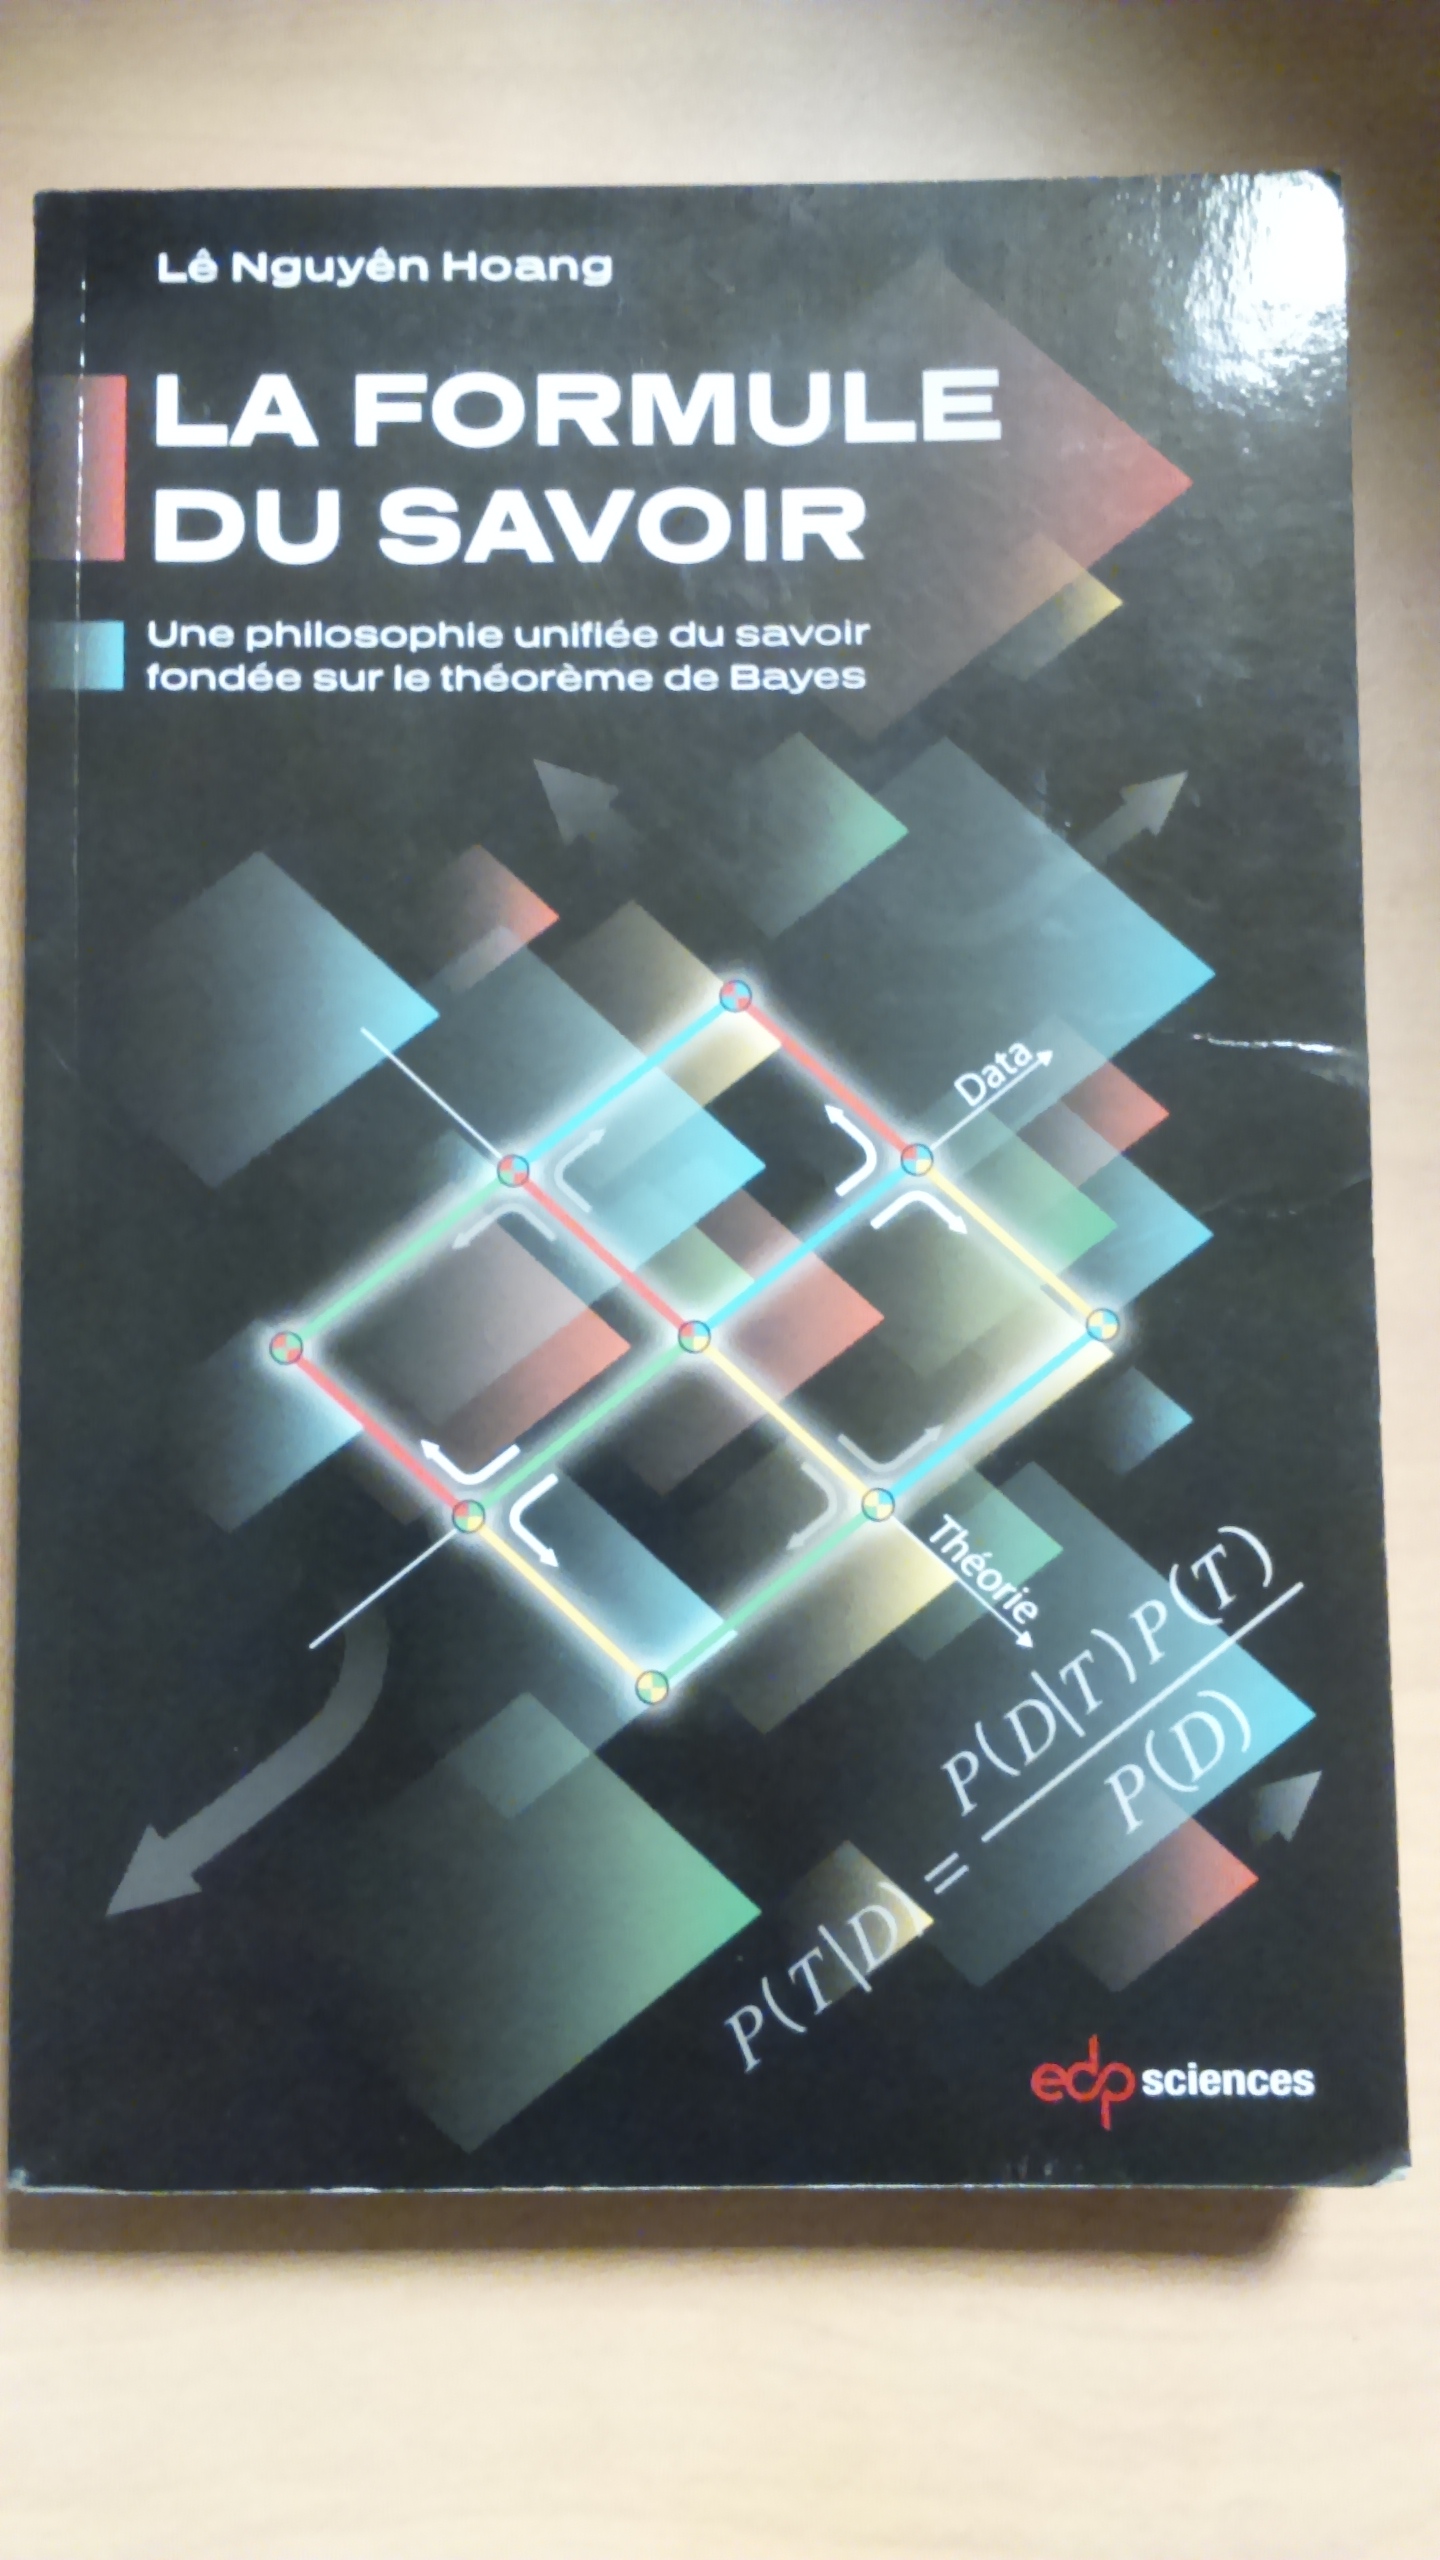 Lê Nguyên Hoang
LA FORMULE
DU SAVOIR
Une philosophie unifiée du savoir
fondée sur le théorème de Bayes
Data
Théorie
P(T|D) = P(D|T)P(T) / P(D)
edp sciences